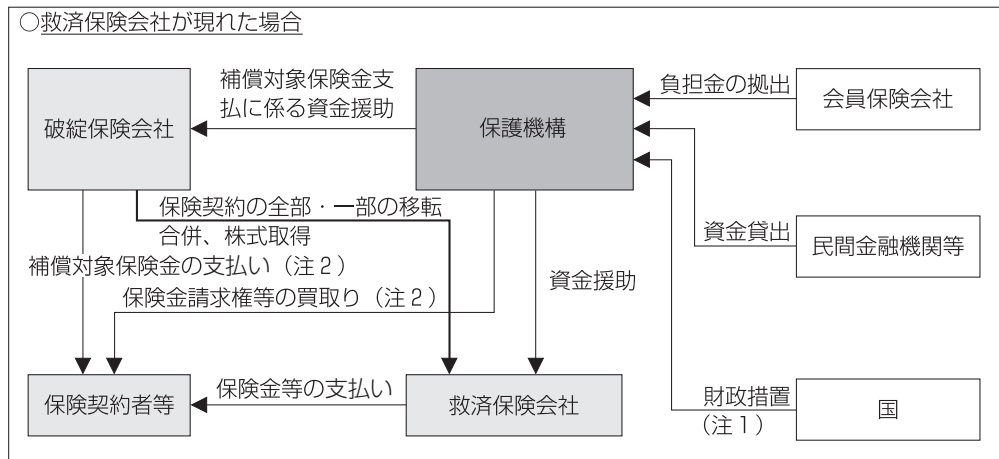 ○救済保険会社が現れた場合
補償対象保険金支
払に係る資金援助
負担金の拠出
会員保険会社
破綻保険会社
保護機構
保険契約の全部・一部の移転
合併、株式取得
資金貸出
民間金融機関等
補償対象保険金の支払い（注２）
資金援助
保険金請求権等の買取り（注２）
保険契約者等
保険金等の支払い
救済保険会社
財政措置
（注１）
国